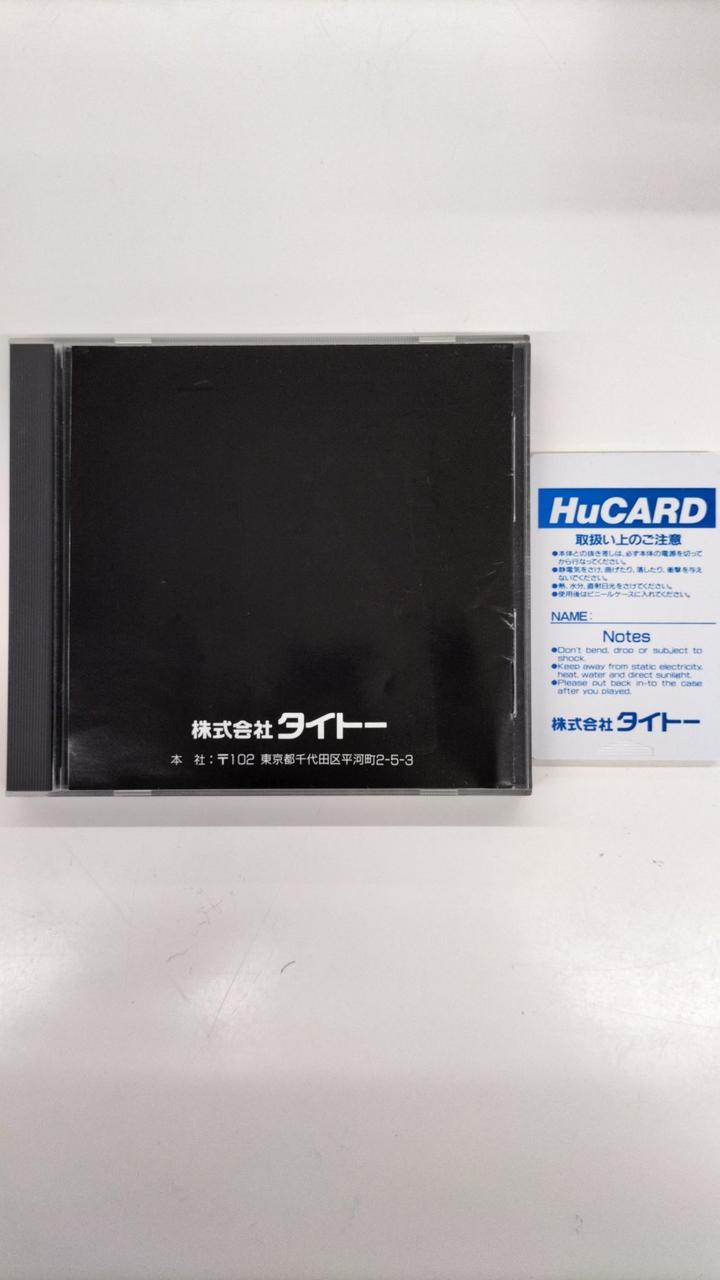 株式会社 タイトー
本 社：〒102 東京都千代田区平河町2-5-3
HuCARD
取扱い上のご注意
●本体との抜き差しは、必ず本体の電源を切って
から行なってください。
●静電気をさけ、曲げたり、濡したり、衝撃を与え
ないでください。
●熱、水分、直射日光をさけてください。
●使用後はビニールケースに入れてください。
NAME:
Notes
●Don't bend, drop or subject to
shock.
●Keep away from static electricity,
heat, water and direct sunlight.
●Please put back in-to the case
after you played.
株式会社 タイトー